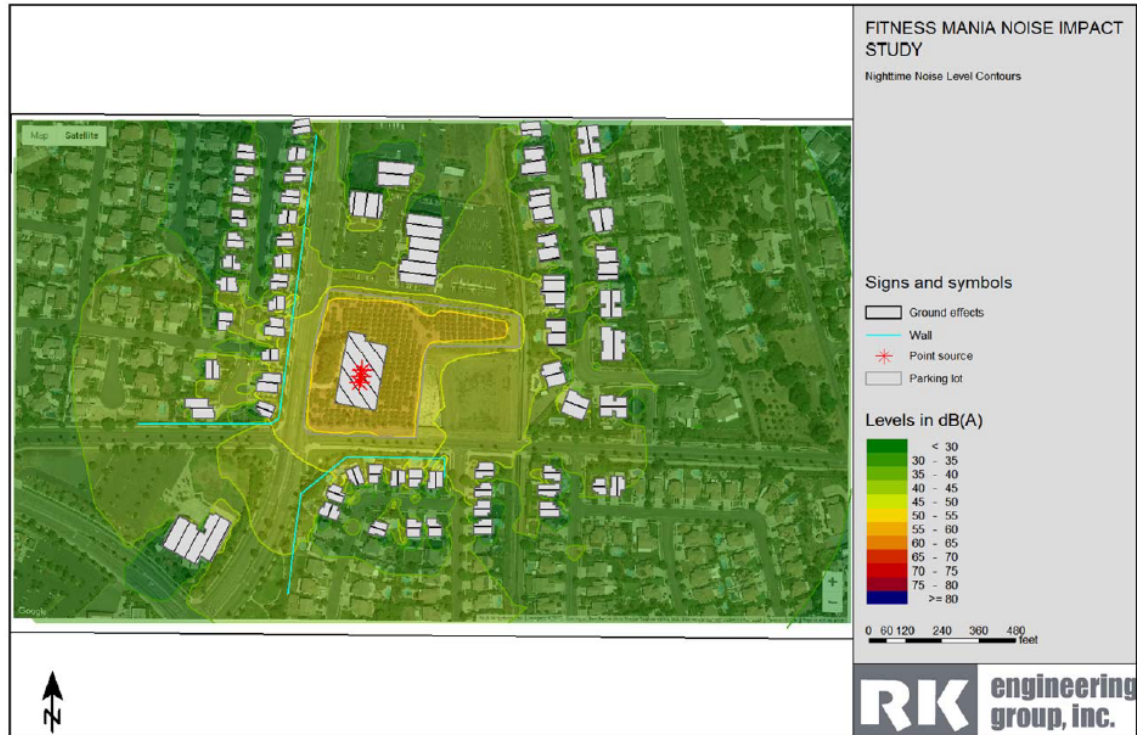 FITNESS MANIA NOISE IMPACT
STUDY
Nighttime Noise Level Contours
Map Satellite
Signs and symbols
Ground effects
Wall
Point source
Parking lot
Levels in dB(A)
< 30
30 - 35
35 - 40
40 - 45
45 - 50
50 - 55
55 - 60
60 - 65
65 - 70
70 - 75
75 - 80
>= 80
0 60 120 240 360 480
feet
Google
N
RK engineering
group, inc.